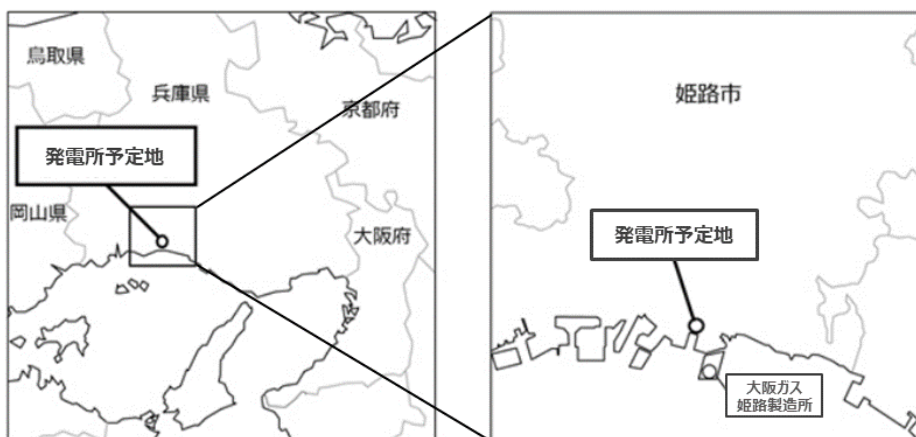 鳥取県
兵庫県
京都府
発電所予定地
岡山県
大阪府
姫路市
発電所予定地
大阪ガス
姫路製造所